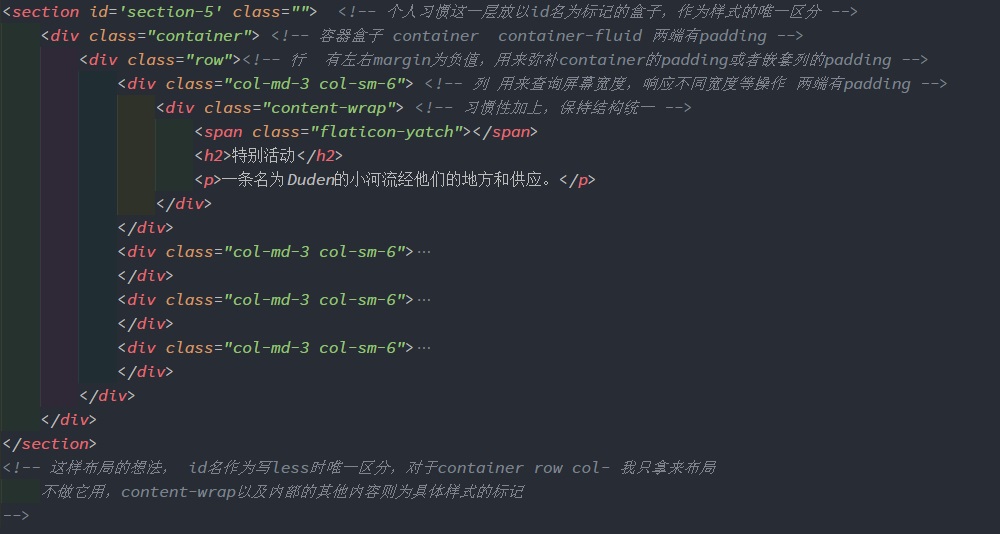 <section id='section-5' class="">  <!-- 个人习惯这一层放以id名为标记的盒子，作为样式的唯一区分 -->
<div class="container"> <!-- 容器盒子 container  container-fluid 两端有padding -->
<div class="row"><!-- 行  有左右margin为负值，用来弥补container的padding或者嵌套列的padding -->
<div class="col-md-3 col-sm-6"> <!-- 列 用来查询屏幕宽度，响应不同宽度等操作 两端有padding -->
<div class="content-wrap"> <!-- 习惯性加上，保持结构统一 -->
<span class="flaticon-yatch"></span>
<h2>特别活动</h2>
<p>一条名为Duden的小河流经他们的地方和供应。</p>
</div>
</div>
<div class="col-md-3 col-sm-6">…
</div>
<div class="col-md-3 col-sm-6">…
</div>
<div class="col-md-3 col-sm-6">…
</div>
</div>
</div>
</section>
<!-- 这样布局的想法， id名作为写less时唯一区分，对于container row col- 我只拿来布局
不做它用，content-wrap以及内部的其他内容则为具体样式的标记
-->